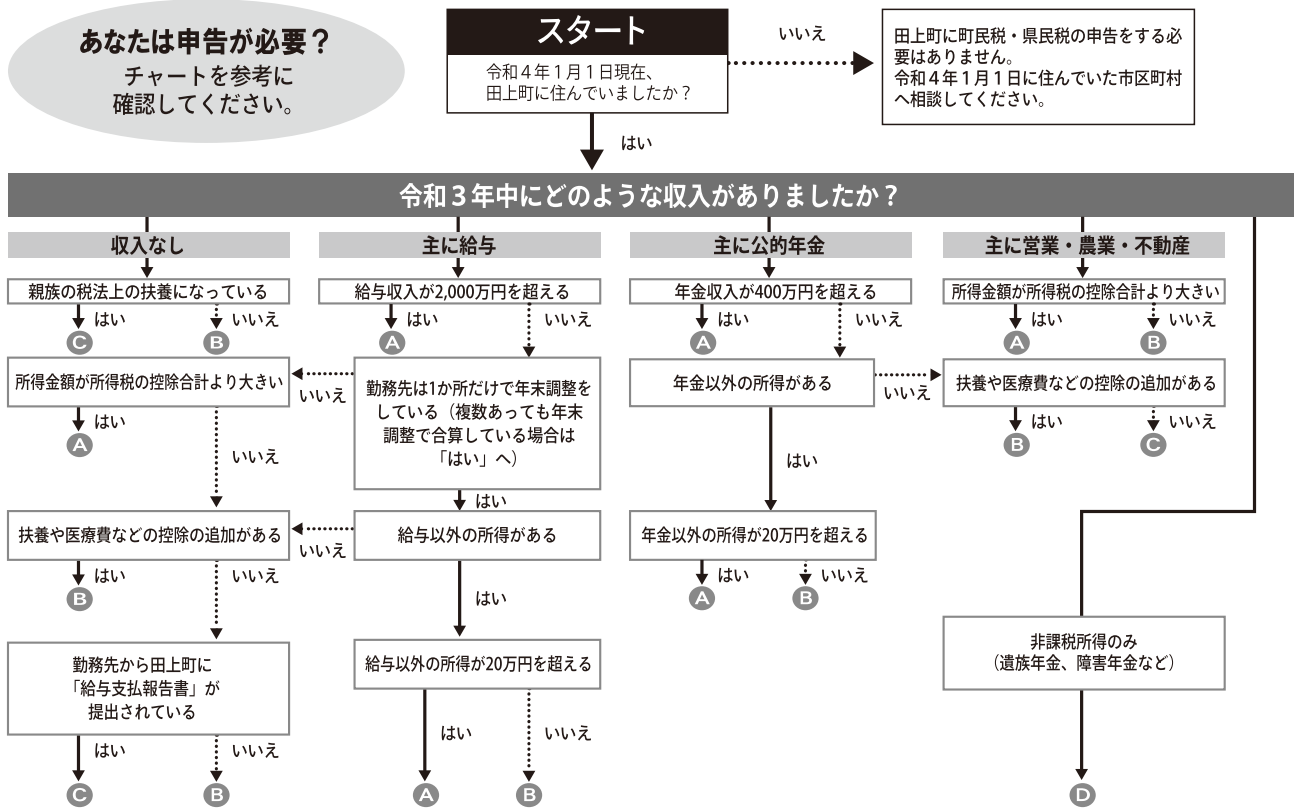 あなたは申告が必要？
チャートを参考に
確認してください。
スタート
令和４年１月１日現在、
田上町に住んでいましたか？
いいえ
田上町に町民税・県民税の申告をする必
要はありません。
令和４年１月１日に住んでいた市区町村
へ相談してください。
はい
令和３年中にどのような収入がありましたか？
収入なし
親族の税法上の扶養になっている
はい
いいえ
C
B
所得金額が所得税の控除合計より大きい
はい
A
いいえ
扶養や医療費などの控除の追加がある
はい
B
いいえ
勤務先から田上町に
「給与支払報告書」が
提出されている
はい
いいえ
C
B
主に給与
給与収入が2,000万円を超える
はい
いいえ
A
いいえ
勤務先は1か所だけで年末調整を
している（複数あっても年末
調整で合算している場合は
「はい」へ）
はい
いいえ
給与以外の所得がある
はい
給与以外の所得が20万円を超える
はい
いいえ
A
B
主に公的年金
年金収入が400万円を超える
はい
いいえ
A
年金以外の所得がある
いいえ
はい
年金以外の所得が20万円を超える
はい
いいえ
A
B
主に営業・農業・不動産
所得金額が所得税の控除合計より大きい
はい
いいえ
A
B
扶養や医療費などの控除の追加がある
はい
いいえ
B
C
非課税所得のみ
（遺族年金、障害年金など）
D